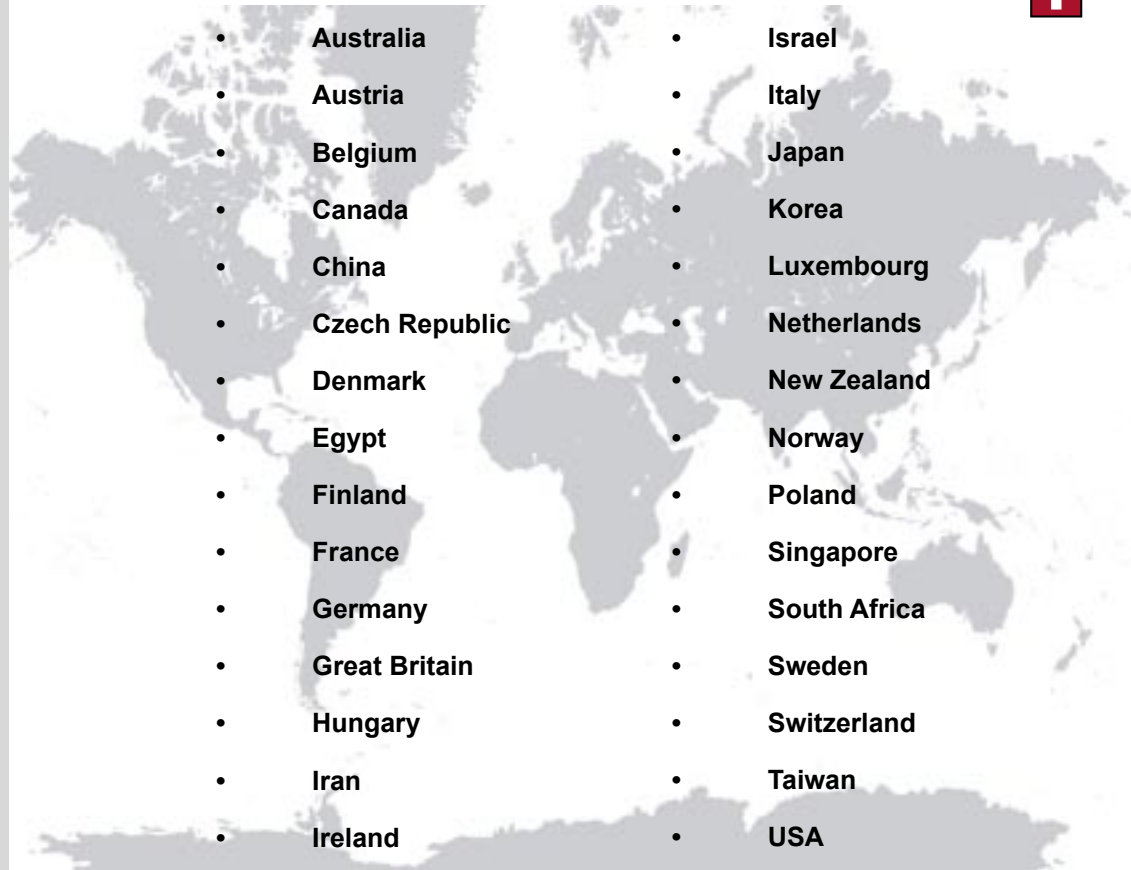 • Australia
• Austria
• Belgium
• Canada
• China
• Czech Republic
• Denmark
• Egypt
• Finland
• France
• Germany
• Great Britain
• Hungary
• Iran
• Ireland
• Israel
• Italy
• Japan
• Korea
• Luxembourg
• Netherlands
• New Zealand
• Norway
• Poland
• Singapore
• South Africa
• Sweden
• Switzerland
• Taiwan
• USA